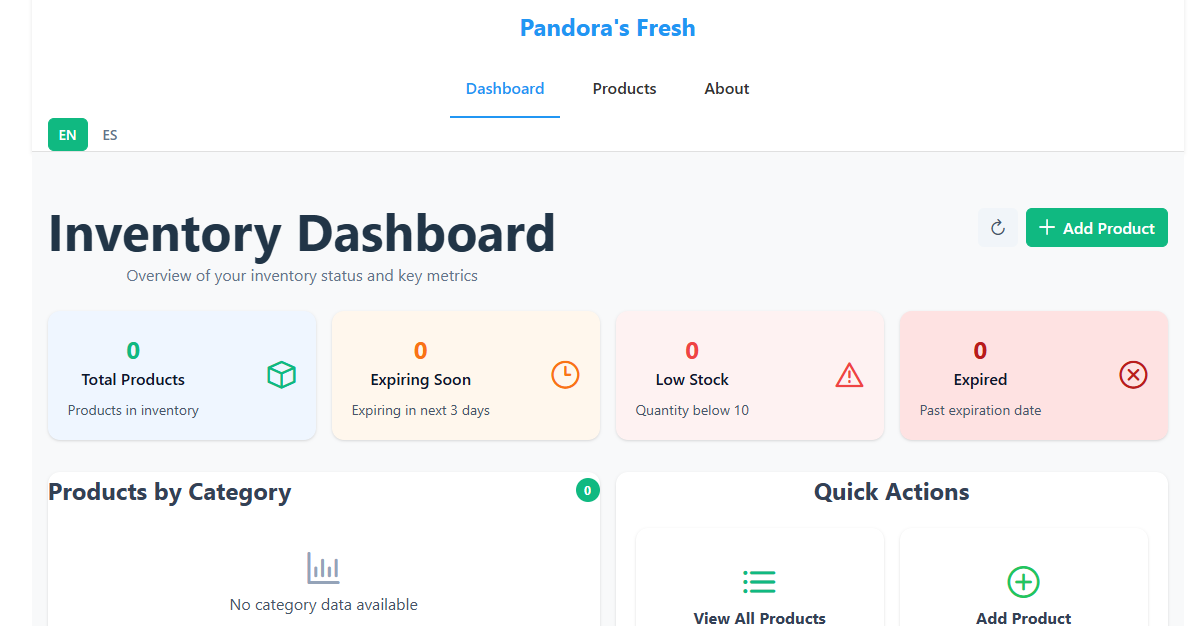 Pandora's Fresh
Dashboard
Products
About
EN
ES
Inventory Dashboard
Overview of your inventory status and key metrics
Add Product
0
Total Products
Products in inventory
0
Expiring Soon
Expiring in next 3 days
0
Low Stock
Quantity below 10
0
Expired
Past expiration date
Products by Category
0
No category data available
Quick Actions
View All Products
Add Product